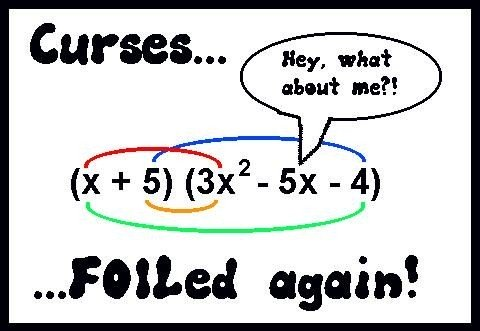 Curses...
Hey, what
about me?!
(x + 5) (3x² - 5x - 4)
...FOILed again!